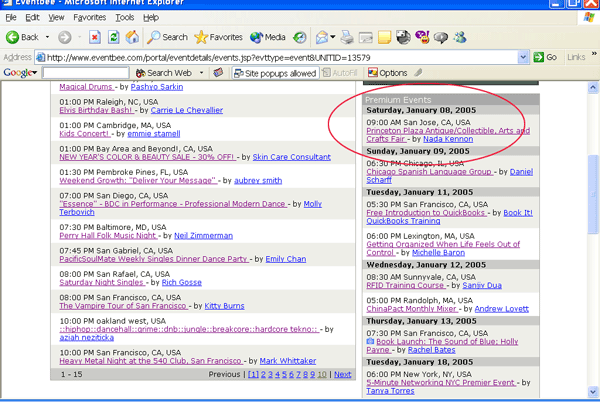 Eventbee - Microsoft Internet Explorer
Edit View Favorites Tools Help
Back Search Favorites
Address http://www.eventbee.com/portal/eventdetails/events.jsp?evttype=event&UNITID=13579 Go Links »
Google Search Web Site popups allowed AutoFill Options
Magical Drums - by Pashyo Sarkin
01:00 PM Raleigh, NC, USA
Elvis Birthday Bash! - by Carrie Le Chevallier
01:00 PM Cambridge, MA, USA
Kids Concert! - by emmie stamell
01:00 PM Bay Area and Beyond!, CA, USA
NEW YEAR'S COLOR & BEAUTY SALE - 30% OFF! - by Skin Care Consultant
01:30 PM Pembroke Pines, FL, USA
Weekend Growth: "Deliver Your Message" - by aubrey smith
07:00 PM San Diego, CA, USA
"Essence" - BDC in Performance - Professional Modern Dance - by Molly
Terbovich
07:30 PM Baltimore, MD, USA
Perry Hall Folk Music Night - by Neil Zimmerman
07:45 PM San Gabriel, CA, USA
PacificSoulMate Weekly Singles Dinner Dance Party - by Emily Chan
08:00 PM San Rafael, CA, USA
Saturday Night Singles - by Rich Gosse
08:00 PM San Francisco, CA, USA
The Vampire Tour of San Francisco - by Kitty Burns
10:00 PM oakland west, USA
::hiphop::dancehall::grime::dnb::jungle::breakcore::hardcore tekno:: - by
aziah neziticka
10:00 PM San Francisco, CA, USA
Heavy Metal Night at the 540 Club, San Francisco - by Mark Whittaker
1 - 15 Previous | [1] 2 3 4 5 6 7 8 9 10 | Next
Premium Events
Saturday, January 08, 2005
09:00 AM San Jose, CA, USA
Princeton Plaza Antique/Collectible, Arts and
Crafts Fair - by Nada Kennon
Sunday, January 09, 2005
06:30 PM Chicago, IL, USA
Chicago Spanish Language Group - by Daniel
Scharff
Tuesday, January 11, 2005
05:30 PM San Francisco, CA, USA
Free Introduction to QuickBooks - by Book It!
QuickBooks Training
06:00 PM Lexington, MA, USA
Getting Organized When Life Feels Out of
Control - by Michelle Baron
Wednesday, January 12, 2005
08:30 AM Sunnyvale, CA, USA
RFID Training Course - by Sanjiv Dua
05:00 PM Randolph, MA, USA
ChinaPact Monthly Mixer - by Andrew Lovett
Thursday, January 13, 2005
07:30 PM San Francisco, CA, USA
Book Launch: The Sound of Blue; Holly
Payne - by Rachel Bates
Tuesday, January 18, 2005
06:00 PM New York, NY, USA
5-Minute Networking NYC Premier Event - by
Tanya Torres